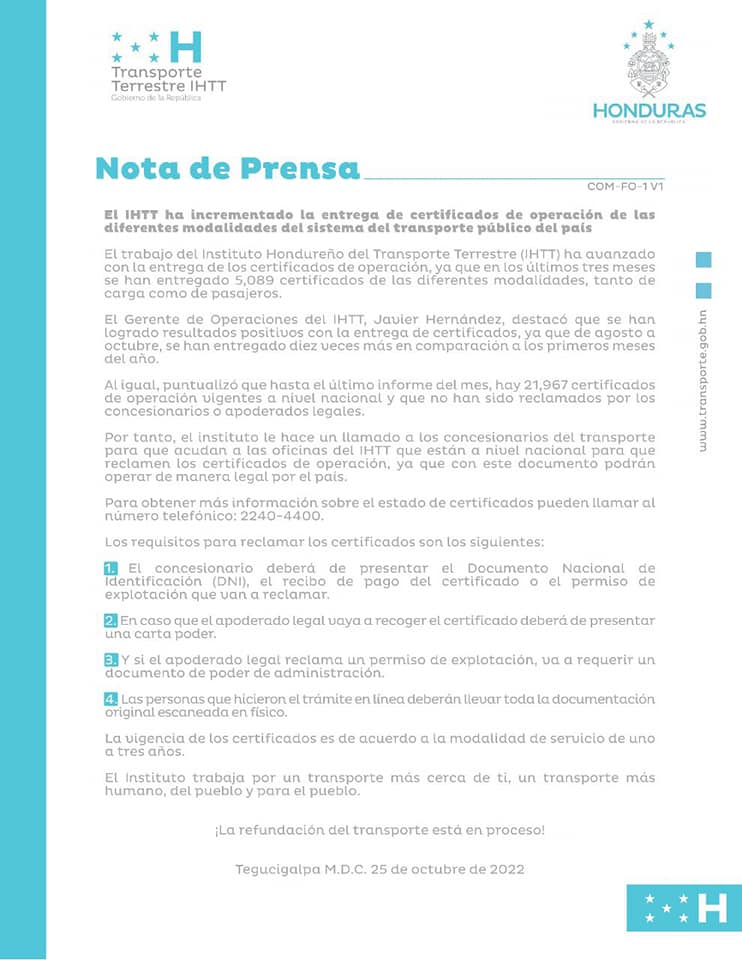 H
Transporte
Terrestre IHTT
Gobierno de la República
HONDURAS
GOBIERNO DE LA REPÚBLICA
Nota de Prensa
COM-FO-1 V1
El IHTT ha incrementado la entrega de certificados de operación de las
diferentes modalidades del sistema del transporte público del país
El trabajo del Instituto Hondureño del Transporte Terrestre (IHTT) ha avanzado
con la entrega de los certificados de operación, ya que en los últimos tres meses
se han entregado 5,089 certificados de las diferentes modalidades, tanto de
carga como de pasajeros.
El Gerente de Operaciones del IHTT, Javier Hernández, destacó que se han
logrado resultados positivos con la entrega de certificados, ya que de agosto a
octubre, se han entregado diez veces más en comparación a los primeros meses
del año.
Al igual, puntualizó que hasta el último informe del mes, hay 21,967 certificados
de operación vigentes a nivel nacional y que no han sido reclamados por los
concesionarios o apoderados legales.
Por tanto, el instituto le hace un llamado a los concesionarios del transporte
para que acudan a las oficinas del IHTT que están a nivel nacional para que
reclamen los certificados de operación, ya que con este documento podrán
operar de manera legal por el país.
Para obtener más información sobre el estado de certificados pueden llamar al
número telefónico: 2240-4400.
Los requisitos para reclamar los certificados son los siguientes:
1. El concesionario deberá de presentar el Documento Nacional de
Identificación (DNI), el recibo de pago del certificado o el permiso de
explotación que van a reclamar.
2. En caso que el apoderado legal vaya a recoger el certificado deberá de presentar
una carta poder.
3. Y si el apoderado legal reclama un permiso de explotación, va a requerir un
documento de poder de administración.
4. Las personas que hicieron el trámite en línea deberán llevar toda la documentación
original escaneada en físico.
La vigencia de los certificados es de acuerdo a la modalidad de servicio de uno
a tres años.
El Instituto trabaja por un transporte más cerca de ti, un transporte más
humano, del pueblo y para el pueblo.
¡La refundación del transporte está en proceso!
Tegucigalpa M.D.C. 25 de octubre de 2022
www.transporte.gob.hn
H